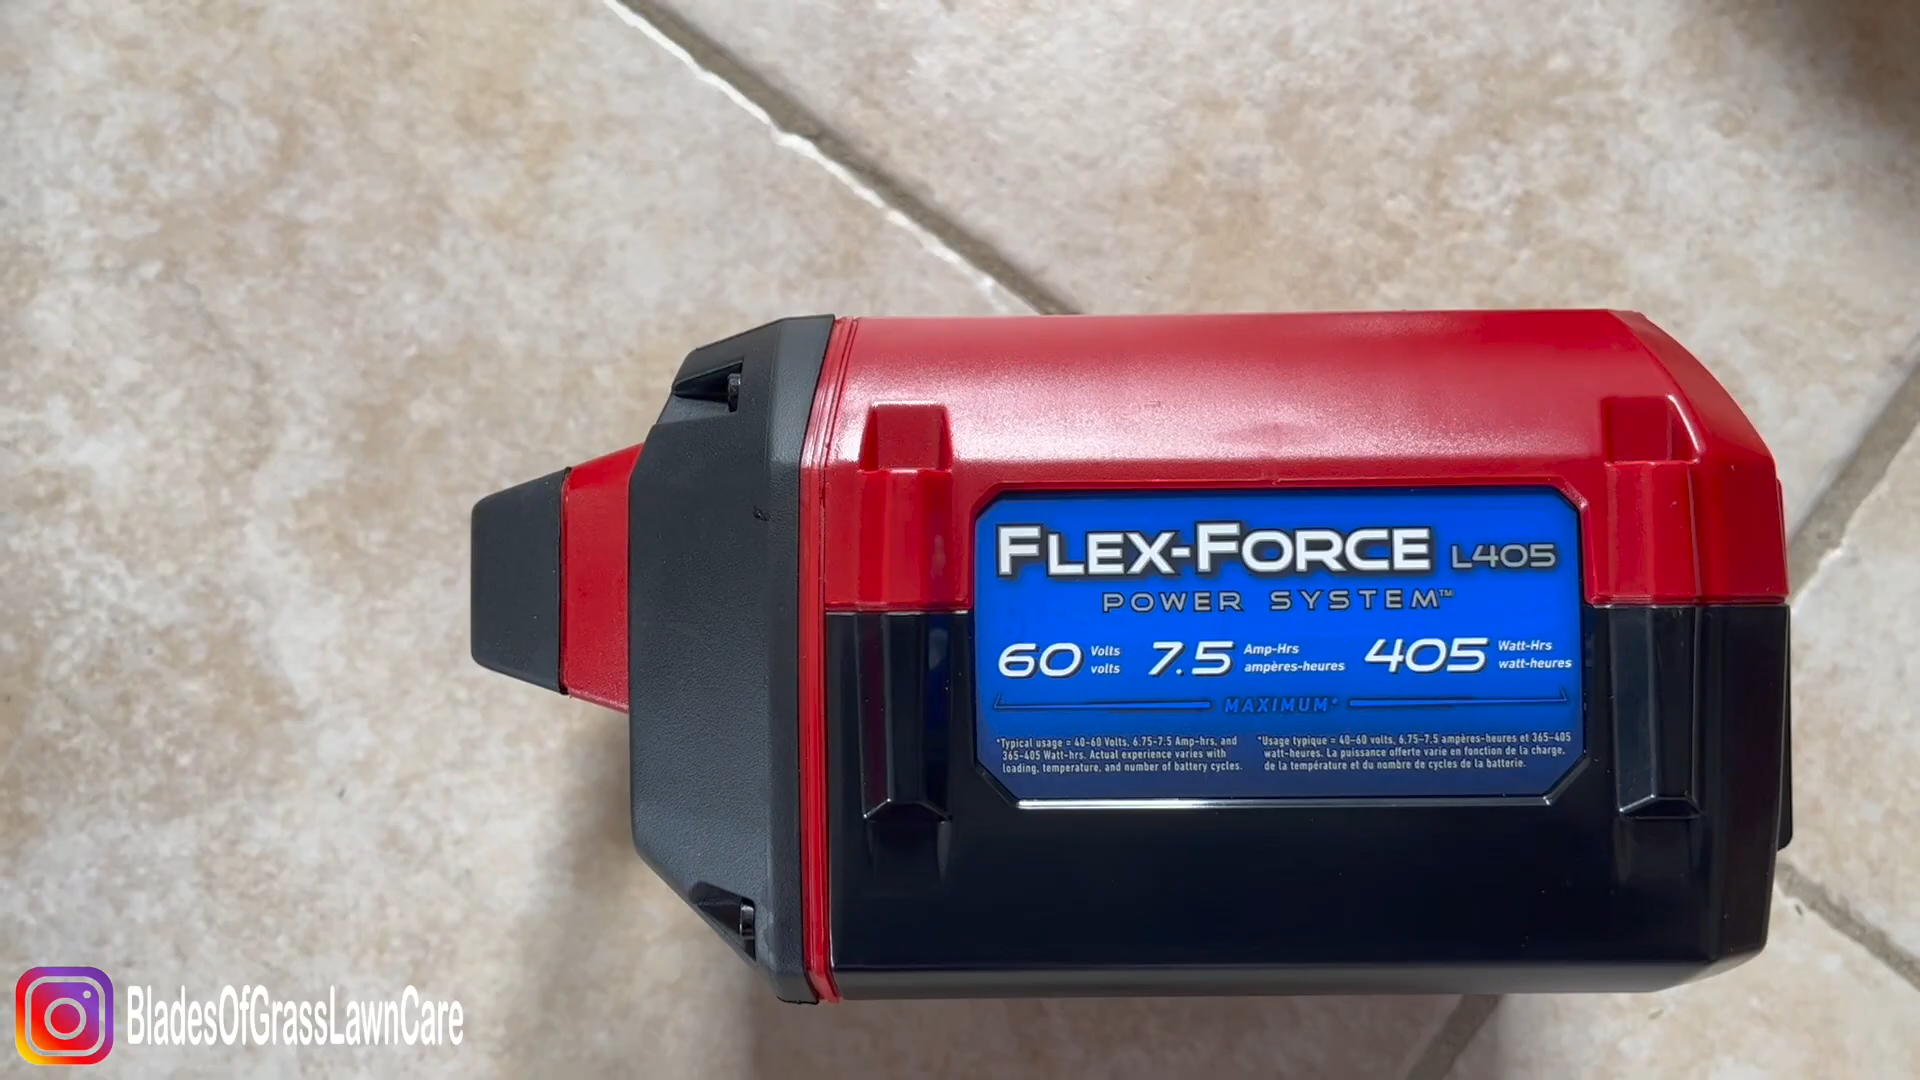 FLEX-FORCE L405
POWER SYSTEM™
60 Volts volts 7.5 Amp-Hrs ampères-heures 405 Watt-Hrs watt-heures
MAXIMUM*
*Typical usage = 40-60 Volts, 6.75-7.5 Amp-hrs, and
365-405 Watt-hrs. Actual experience varies with
loading, temperature, and number of battery cycles.
*Usage typique = 40-60 volts, 6,75-7.5 ampères-heures et 365-405
watt-heures. La puissance offerte varie en fonction de la charge,
de la température et du nombre de cycles de la batterie.
BladesOfGrassLawnCare